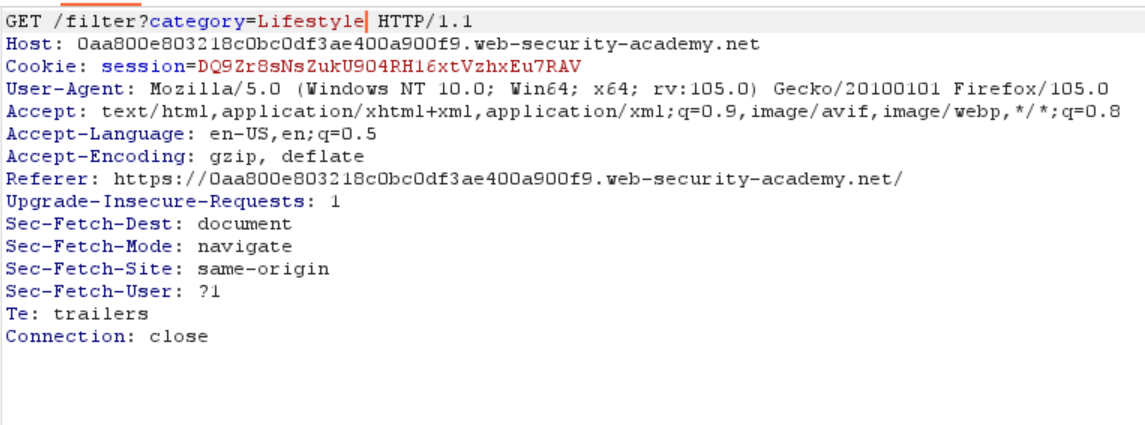 GET /filter?category=Lifestyle HTTP/1.1
Host: 0aa800e803218c0bc0df3ae400a900f9.web-security-academy.net
Cookie: session=DQ9Zr8sNsZukU9O4RH16xtVzhxEu7RAV
User-Agent: Mozilla/5.0 (Windows NT 10.0; Win64; x64; rv:105.0) Gecko/20100101 Firefox/105.0
Accept: text/html,application/xhtml+xml,application/xml;q=0.9,image/avif,image/webp,*/*;q=0.8
Accept-Language: en-US,en;q=0.5
Accept-Encoding: gzip, deflate
Referer: https://0aa800e803218c0bc0df3ae400a900f9.web-security-academy.net/
Upgrade-Insecure-Requests: 1
Sec-Fetch-Dest: document
Sec-Fetch-Mode: navigate
Sec-Fetch-Site: same-origin
Sec-Fetch-User: ?1
Te: trailers
Connection: close